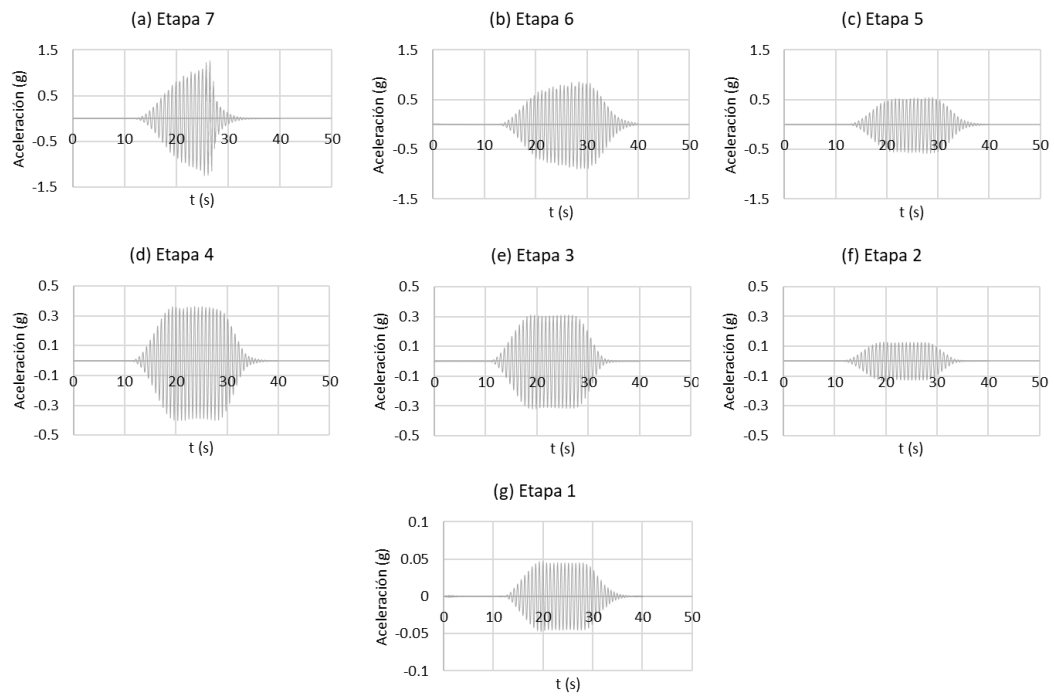 (a) Etapa 7
1.5
0.5
-0.5
-1.5
0 10 20 30 40 50
Aceleración (g)
t (s)
(b) Etapa 6
1.5
0.5
-0.5
-1.5
0 10 20 30 40 50
Aceleración (g)
t (s)
(c) Etapa 5
1.5
0.5
-0.5
-1.5
0 10 20 30 40 50
Aceleración (g)
t (s)
(d) Etapa 4
0.5
0.3
0.1
-0.1
-0.3
-0.5
0 10 20 30 40 50
Aceleración (g)
t (s)
(e) Etapa 3
0.5
0.3
0.1
-0.1
-0.3
-0.5
0 10 20 30 40 50
Aceleración (g)
t (s)
(f) Etapa 2
0.5
0.3
0.1
-0.1
-0.3
-0.5
0 10 20 30 40 50
Aceleración (g)
t (s)
(g) Etapa 1
0.1
0.05
0
-0.05
-0.1
0 10 20 30 40 50
Aceleración (g)
t (s)